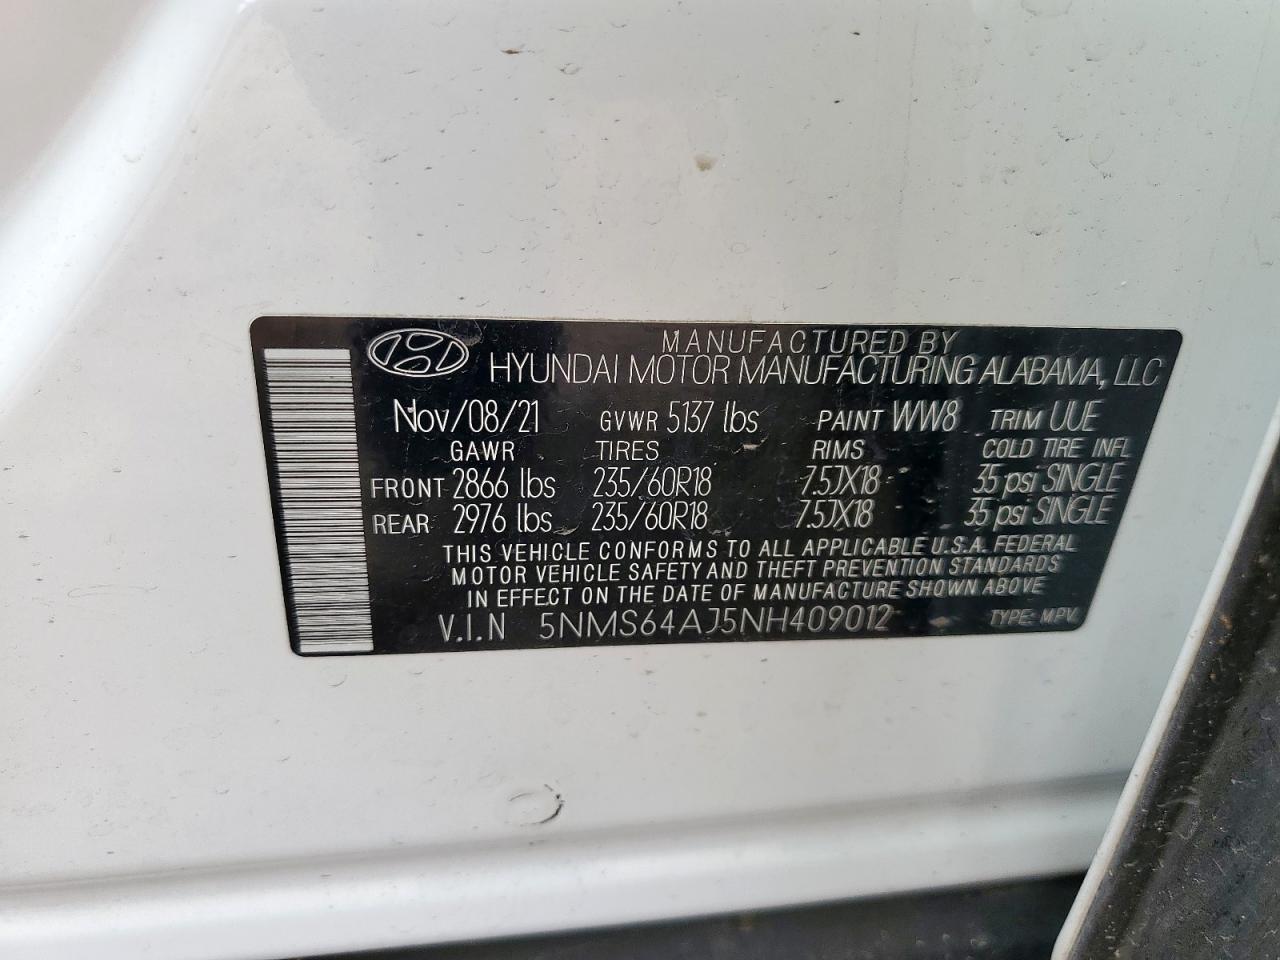 MANUFACTURED BY
HYUNDAI MOTOR MANUFACTURING ALABAMA, LLC
Nov/08/21 GVWR 5137 lbs PAINT WW8 TRIM UUE
GAWR TIRES RIMS COLD TIRE INFL
FRONT 2866 lbs 235/60R18 7.5JX18 35 psi SINGLE
REAR 2976 lbs 235/60R18 7.5JX18 35 psi SINGLE
THIS VEHICLE CONFORMS TO ALL APPLICABLE U.S.A. FEDERAL
MOTOR VEHICLE SAFETY AND THEFT PREVENTION STANDARDS
IN EFFECT ON THE DATE OF MANUFACTURE SHOWN ABOVE
V.I.N 5NMS64AJ5NH409012 TYPE: MPV